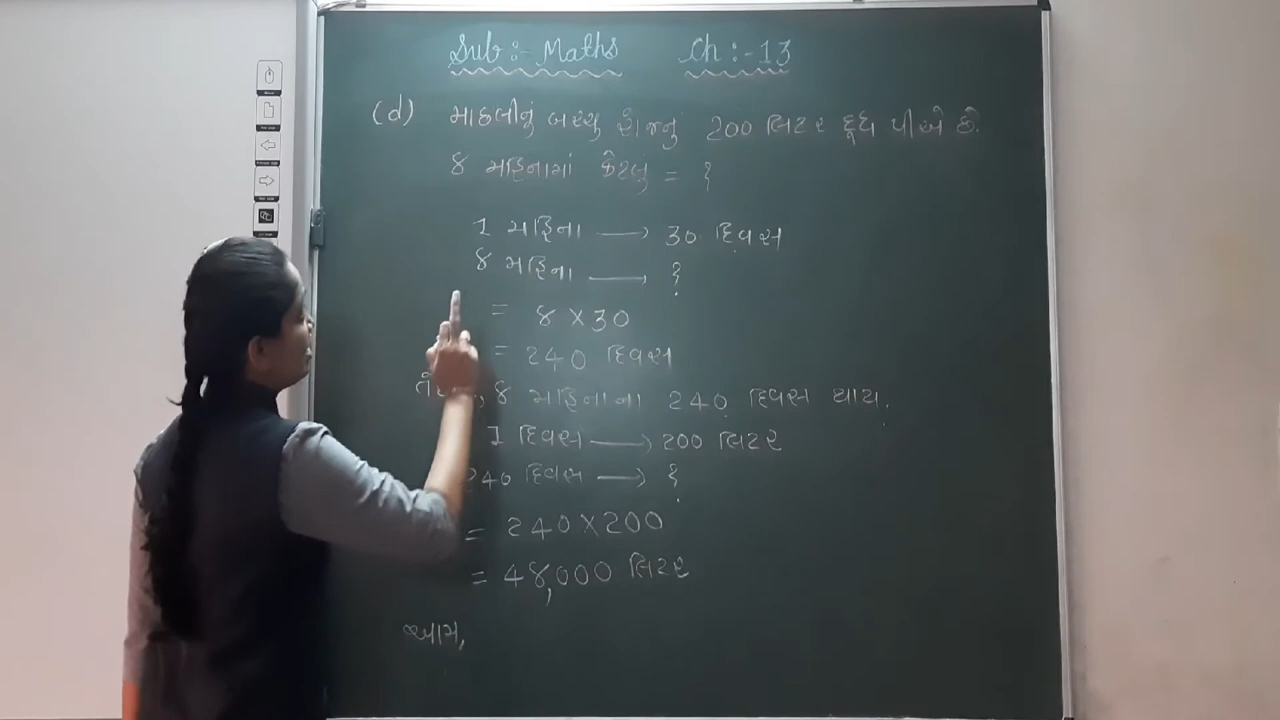 Sub :- Maths Ch :- 13
(d) માછલીનું બચ્ચુ રોજનું 200 લિટર દૂધ પીએ છે.
8 મહિનામાં કેટલુ = ?
1 મહિના → 30 દિવસ
8 મહિના — ?
= 8 × 30
= 240 દિવસ
8 મહિનાના 240 દિવસ થાય.
1 દિવસ → 200 લિટર
240 દિવસ → ?
= 240 × 200
= 48,000 લિટર
આમ,